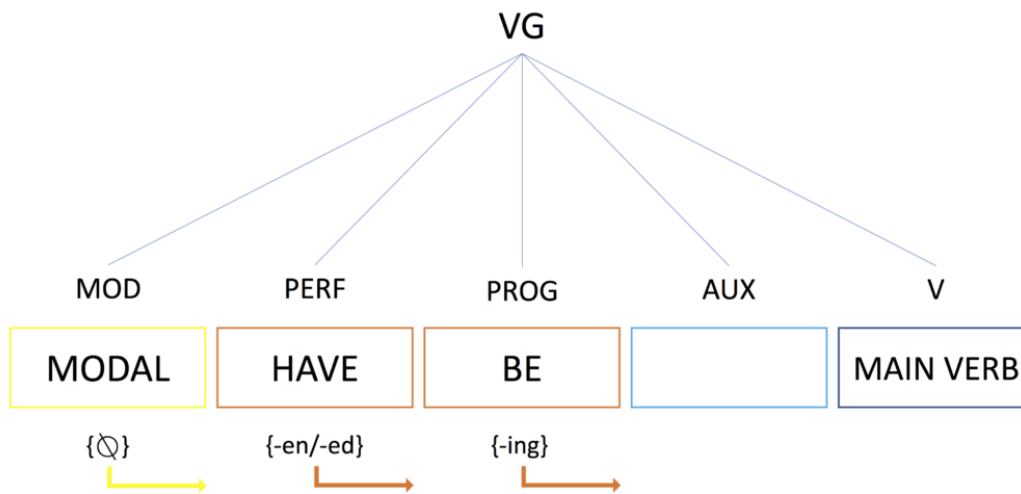 VG
MOD PERF PROG AUX V
MODAL HAVE BE MAIN VERB
{∅} {-en/-ed} {-ing}